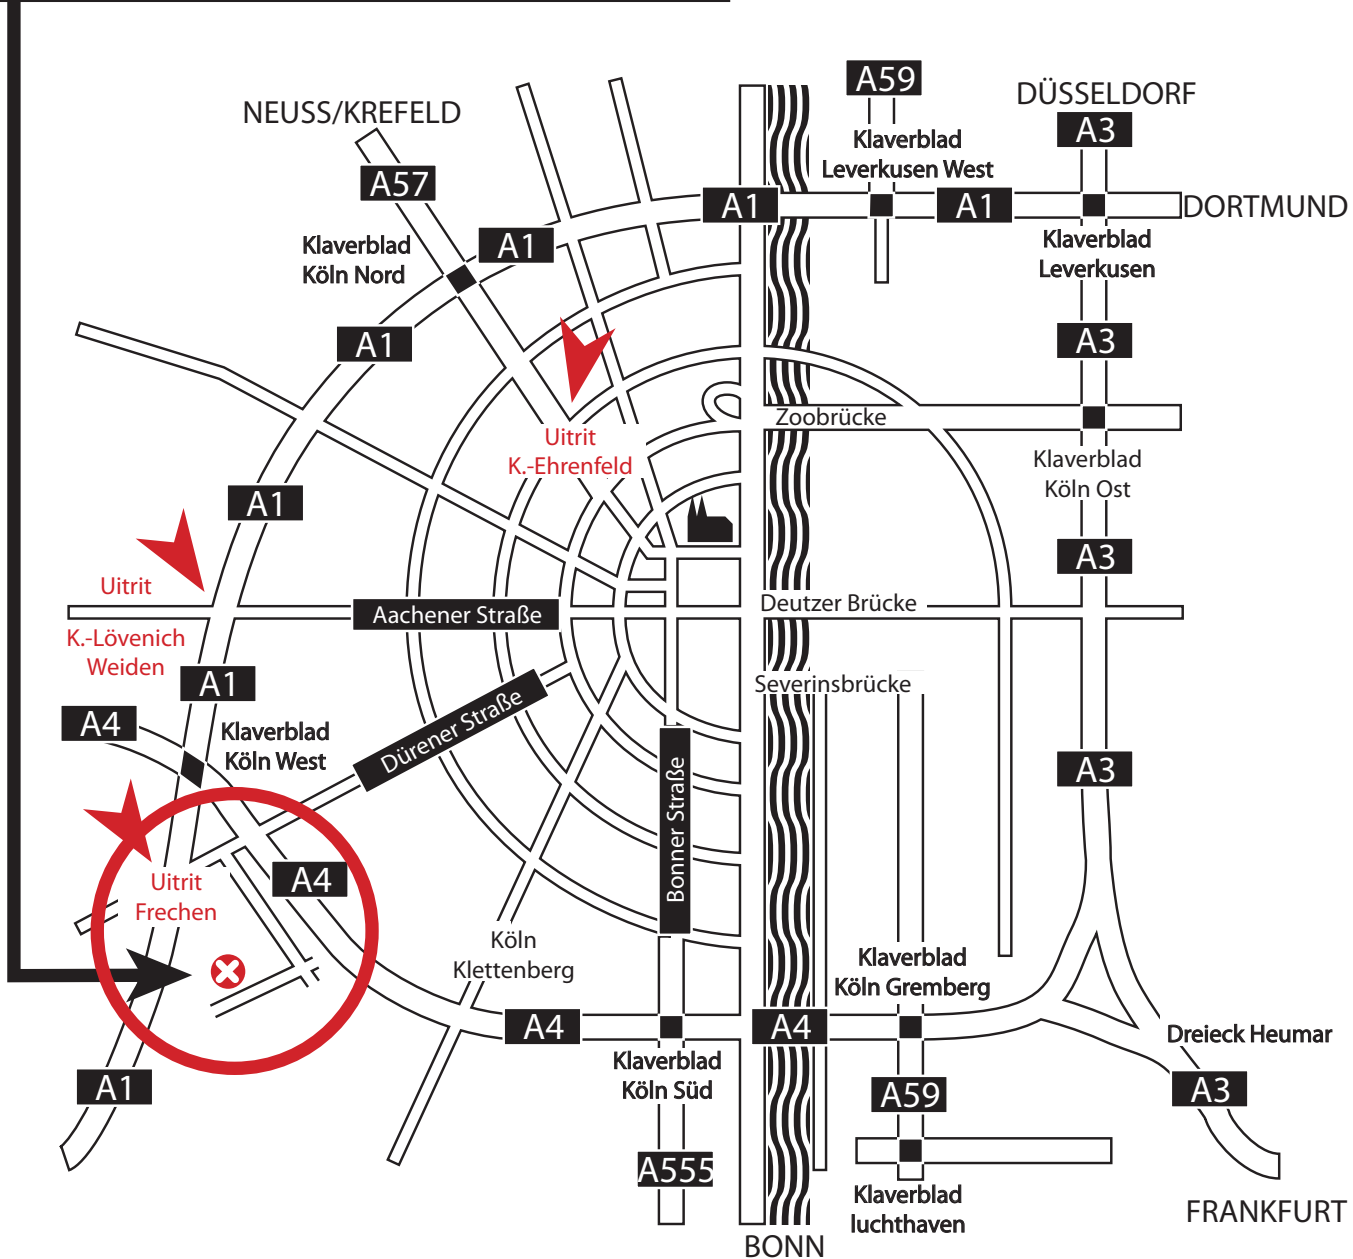 A59
DÜSSELDORF
NEUSS/KREFELD
A3
Klaverblad
Leverkusen West
A57
A1
A1
DORTMUND
Klaverblad
Köln Nord
A1
Klaverblad
Leverkusen
A1
A3
Zoobrücke
Uitrit
K.-Ehrenfeld
Klaverblad
Köln Ost
A1
A3
Uitrit
K.-Lövenich
Weiden
Aachener Straße
Deutzer Brücke
A1
Severinsbrücke
A4
Klaverblad
Köln West
Dürener Straße
Bonner Straße
A3
Uitrit
Frechen
A4
Köln
Klettenberg
Klaverblad
Köln Gremberg
A4
A4
Dreieck Heumar
Klaverblad
Köln Süd
A1
A59
A3
A555
Klaverblad
luchthaven
FRANKFURT
BONN